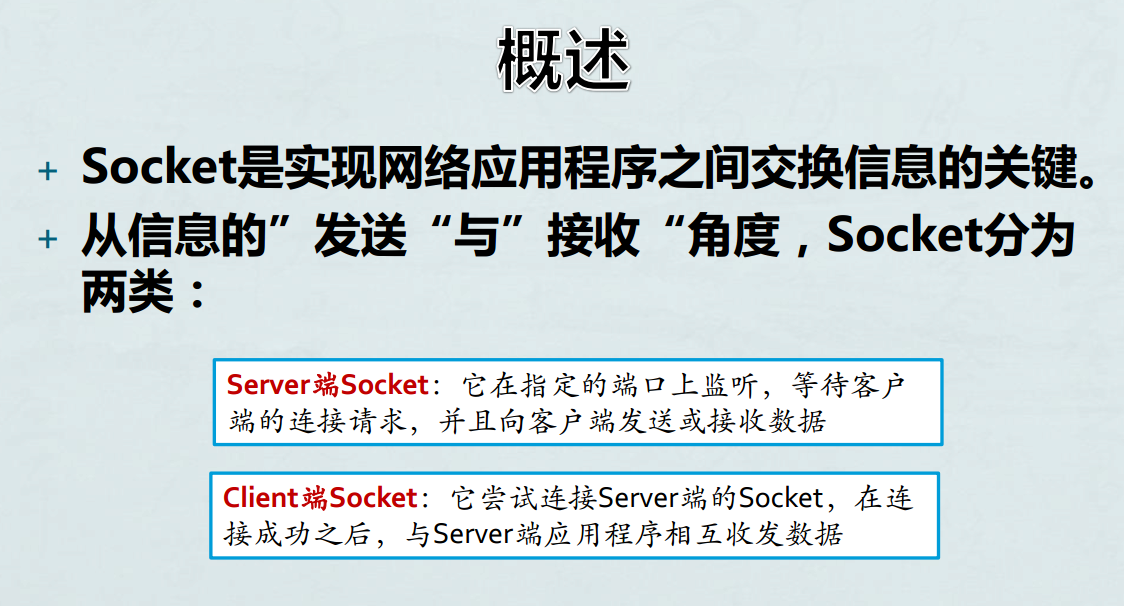 概述
+ Socket是实现网络应用程序之间交换信息的关键。
+ 从信息的”发送“与”接收“角度，Socket分为
两类：
Server端Socket：它在指定的端口上监听，等待客户
端的连接请求，并且向客户端发送或接收数据
Client端Socket：它尝试连接Server端的Socket，在连
接成功之后，与Server端应用程序相互收发数据